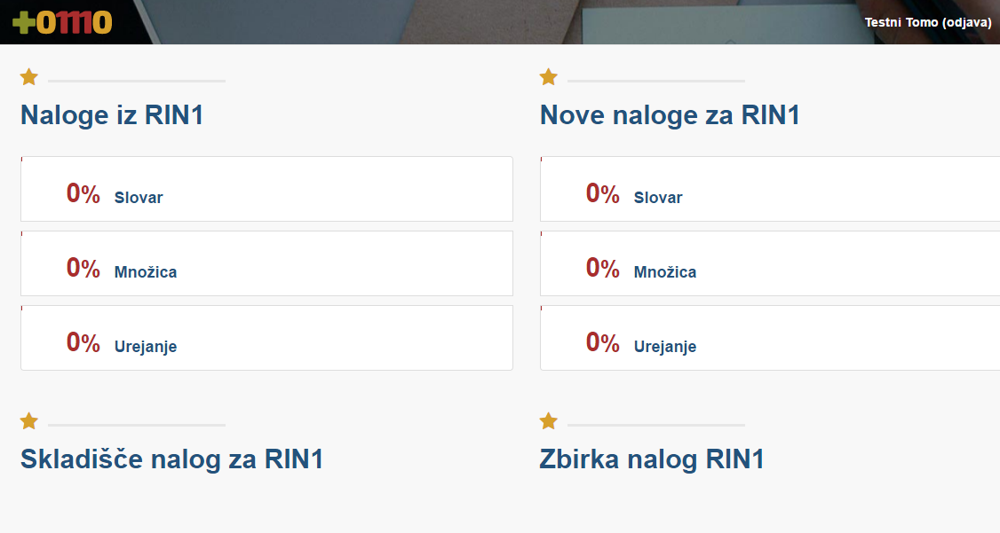 +OMO
Testni Tomo (odjava)
Naloge iz RIN1
0% Slovar
0% Množica
0% Urejanje
Nove naloge za RIN1
0% Slovar
0% Množica
0% Urejanje
Skladišče nalog za RIN1
Zbirka nalog RIN1